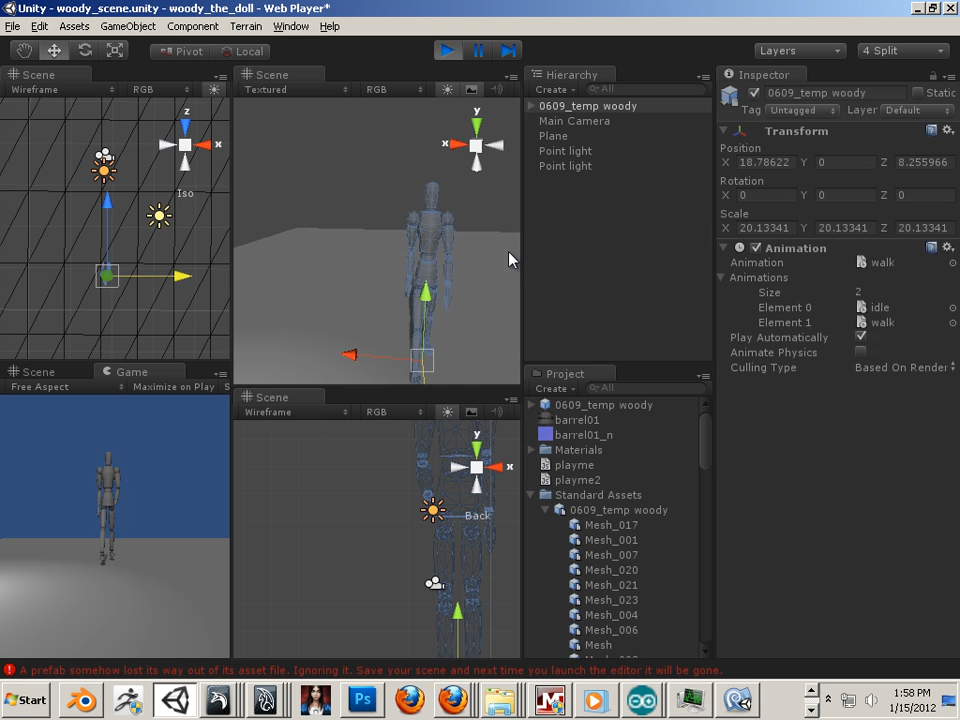 Unity - woody_scene.unity - woody_the_doll - Web Player*
File Edit Assets GameObject Component Terrain Window Help
Pivot Local Layers 4 Split
Scene
Wireframe RGB
z
x
Iso
Scene
Textured RGB
y
x
Hierarchy
Create All
0609_temp woody
Main Camera
Plane
Point light
Point light
Inspector
0609_temp woody Static
Tag Untagged Layer Default
Transform
Position
X 18.78622 Y 0 Z 8.255966
Rotation
X 0 Y 0 Z 0
Scale
X 20.13341 Y 20.13341 Z 20.13341
Animation
Animation walk
Animations
Size 2
Element 0 idle
Element 1 walk
Play Automatically
Animate Physics
Culling Type Based On Render
Scene Game
Free Aspect Maximize on Play S
Scene
Wireframe RGB
y
x
Back
Project
Create All
0609_temp woody
barrel01
barrel01_n
Materials
playme
playme2
Standard Assets
0609_temp woody
Mesh_017
Mesh_001
Mesh_007
Mesh_020
Mesh_021
Mesh_023
Mesh_004
Mesh_006
Mesh
A prefab somehow lost its way out of its asset file. Ignoring it. Save your scene and next time you launch the editor it will be gone.
Start
Ps
1:58 PM
1/15/2012